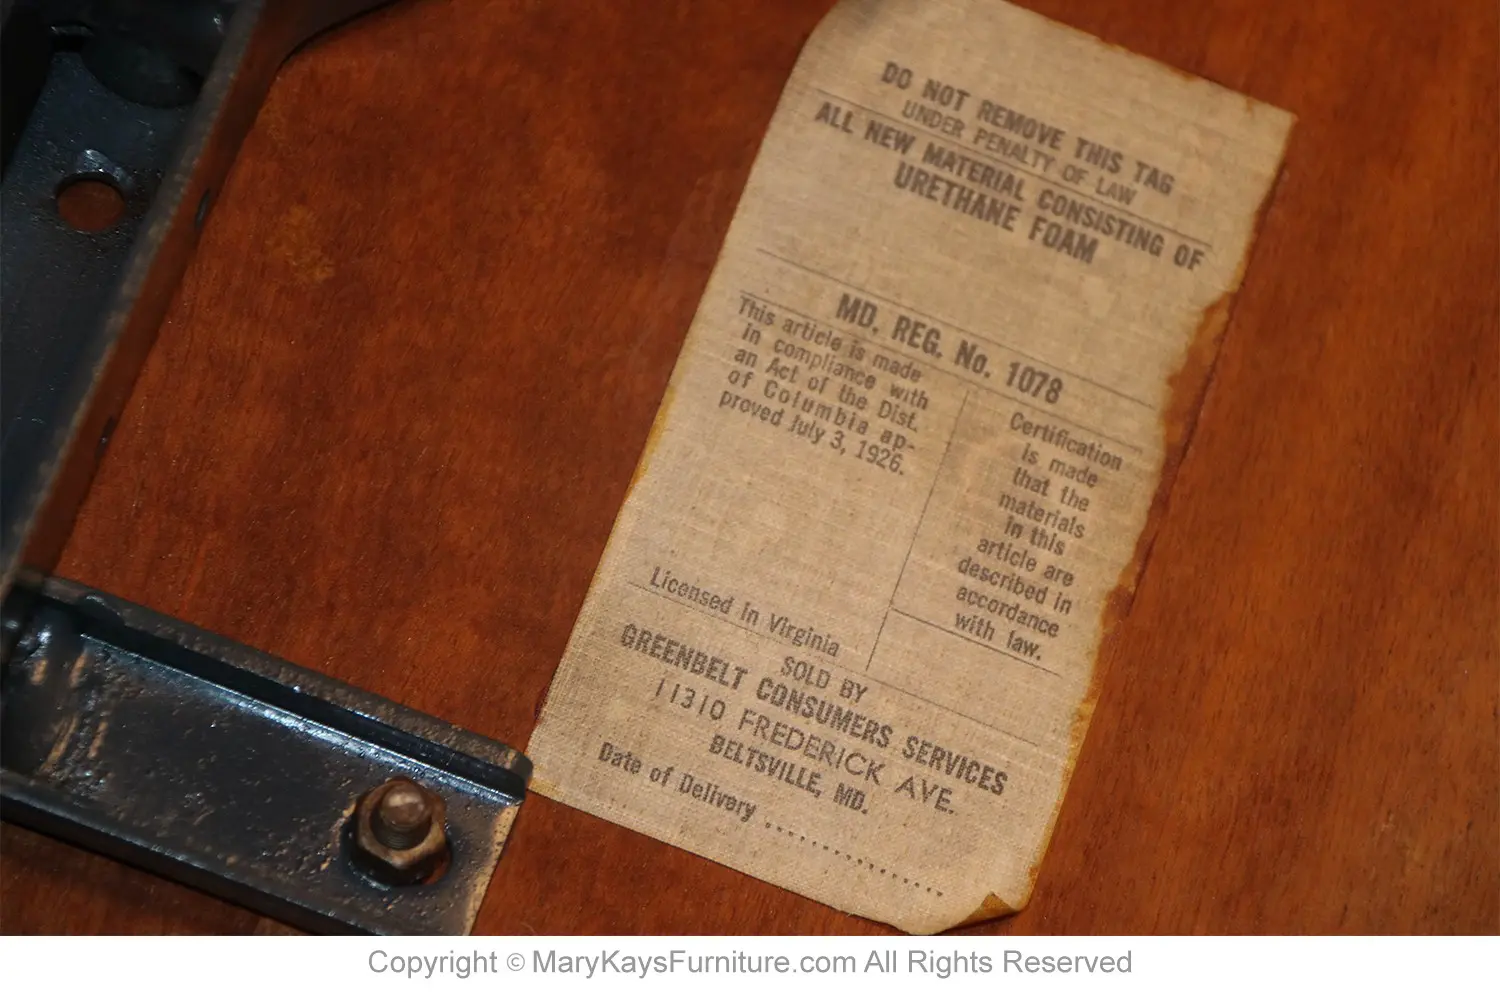 DO NOT REMOVE THIS TAG
UNDER PENALTY OF LAW
ALL NEW MATERIAL CONSISTING OF
URETHANE FOAM
MD. REG. No. 1078
This article is made
in compliance with
an Act of the Dist.
of Columbia ap-
proved July 3, 1926.
Certification
is made
that the
materials
in this
article are
described in
accordance
with law.
Licensed in Virginia
SOLD BY
GREENBELT CONSUMERS SERVICES
11310 FREDERICK AVE.
BELTSVILLE, MD.
Date of Delivery ....................
Copyright © MaryKaysFurniture.com All Rights Reserved